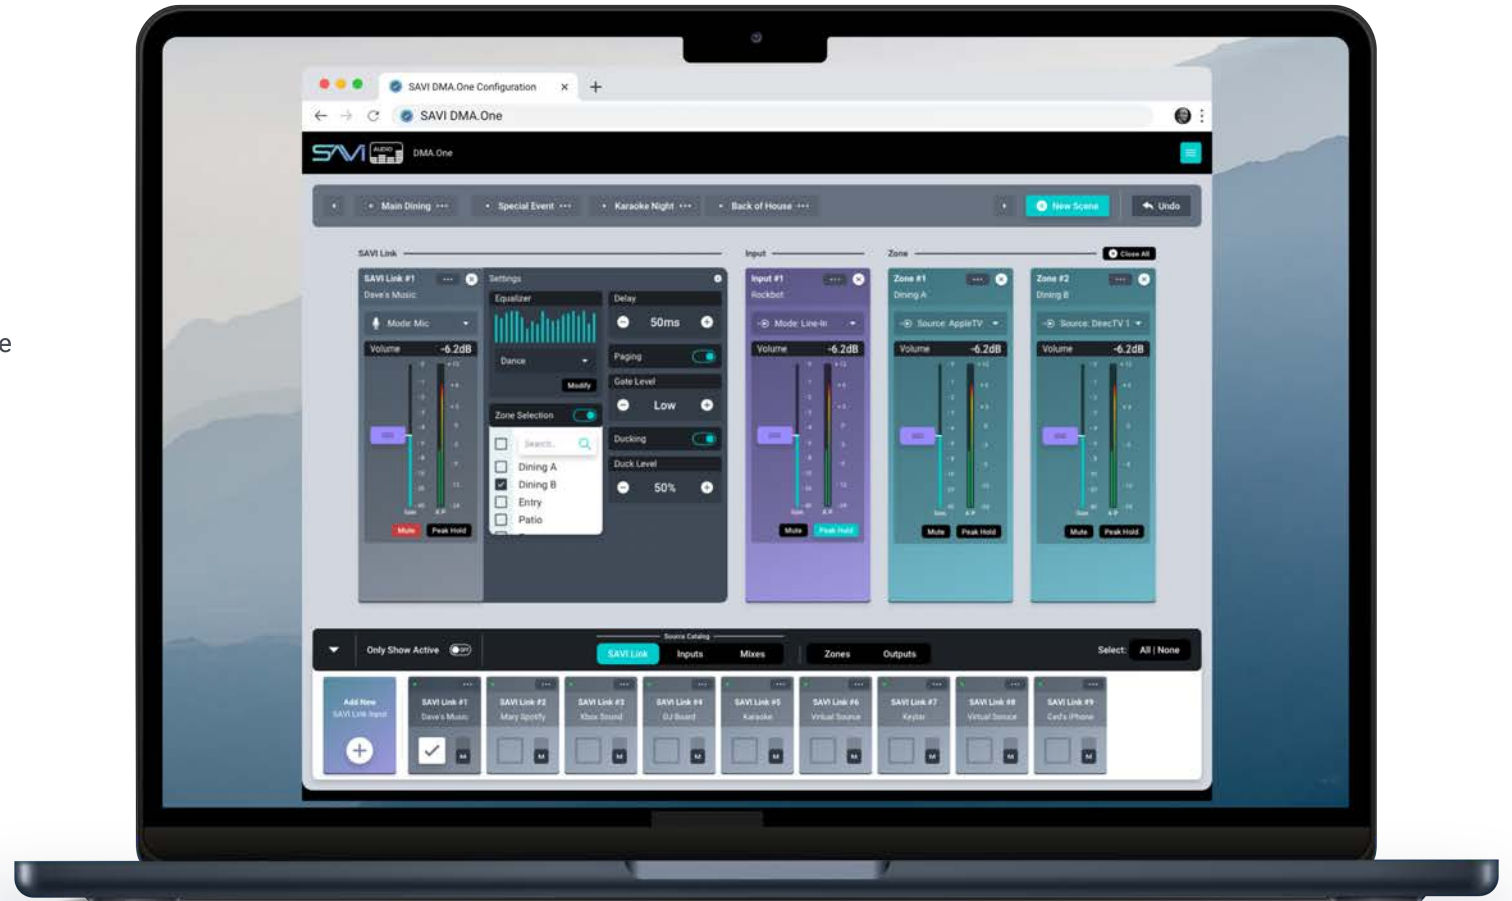 e
SAVI DMA.One Configuration
SAVI DMA.One
SAVI AUDIO DMA.One
Main Dining
Special Event
Karaoke Night
Back of House
New Scene
Undo
SAVI Link
Input
Zone
Close All
SAVI Link #1
Dave's Music
Mode: Mic
Volume -6.2dB
Mute
Peak Hold
Settings
Equalizer
Dance
Modify
Zone Selection
Search..
Dining A
Dining B
Entry
Patio
Delay
50ms
Paging
Gate Level
Low
Ducking
Duck Level
50%
Input #1
Rockbot
Mode: Line-In
Volume -6.2dB
Mute
Peak Hold
Zone #1
Dining A
Source: AppleTV
Volume -6.2dB
Mute
Peak Hold
Zone #2
Dining B
Source: DirecTV 1
Volume -6.2dB
Mute
Peak Hold
Only Show Active OFF
Source Catalog
SAVI Link
Inputs
Mixes
Zones
Outputs
Select: All | None
Add New
SAVI Link Input
SAVI Link #1
Dave's Music
M
SAVI Link #2
Mary Spotify
M
SAVI Link #3
Xbox Sound
M
SAVI Link #4
DJ Board
M
SAVI Link #5
Karaoke
M
SAVI Link #6
Virtual Source
M
SAVI Link #7
Keytar
M
SAVI Link #8
Virtual Source
M
SAVI Link #9
Ced's iPhone
M